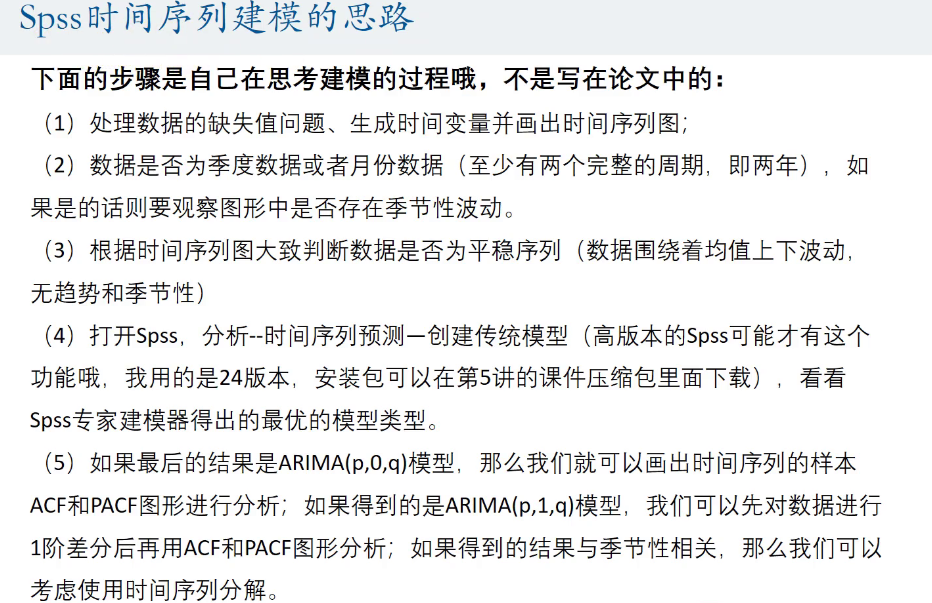 Spss时间序列建模的思路
下面的步骤是自己在思考建模的过程哦，不是写在论文中的：
（1）处理数据的缺失值问题、生成时间变量并画出时间序列图；
（2）数据是否为季度数据或者月份数据（至少有两个完整的周期，即两年），如
果是的话则要观察图形中是否存在季节性波动。
（3）根据时间序列图大致判断数据是否为平稳序列（数据围绕着均值上下波动，
无趋势和季节性）
（4）打开Spss，分析--时间序列预测—创建传统模型（高版本的Spss可能才有这个
功能哦，我用的是24版本，安装包可以在第5讲的课件压缩包里面下载），看看
Spss专家建模器得出的最优的模型类型。
（5）如果最后的结果是ARIMA(p,0,q)模型，那么我们就可以画出时间序列的样本
ACF和PACF图形进行分析；如果得到的是ARIMA(p,1,q)模型，我们可以先对数据进行
1阶差分后再用ACF和PACF图形分析；如果得到的结果与季节性相关，那么我们可以
考虑使用时间序列分解。